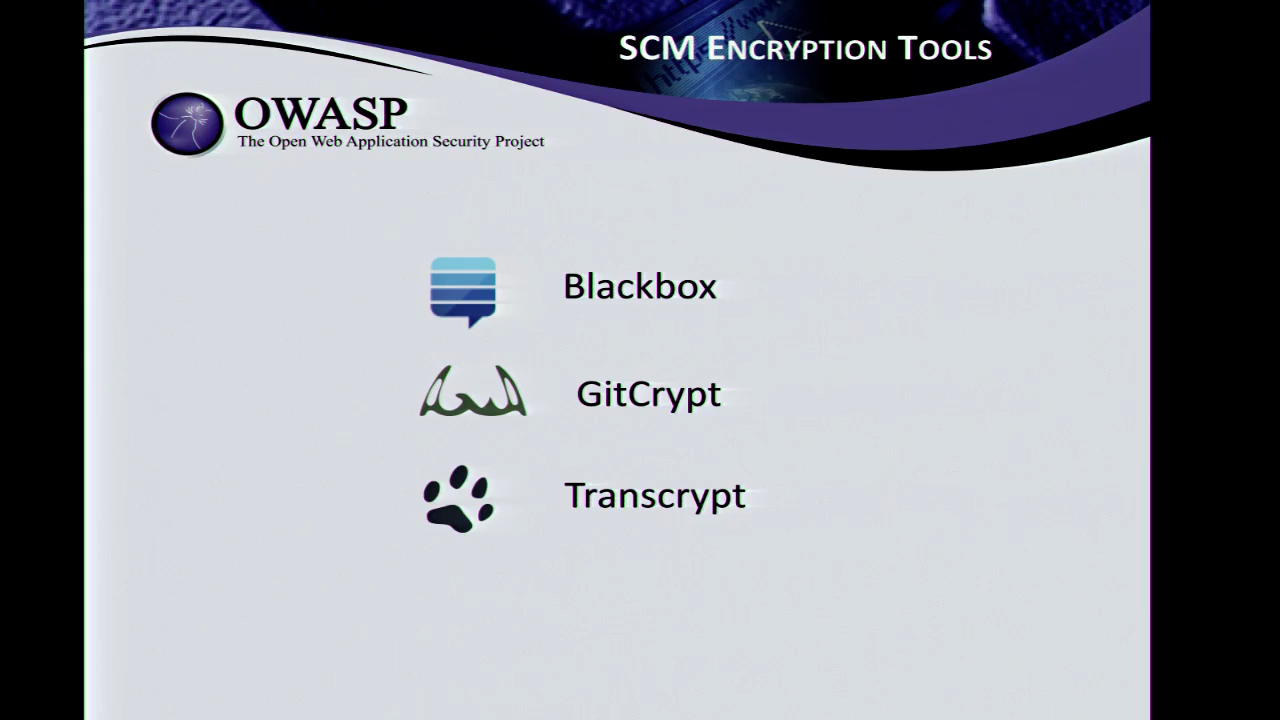 SCM ENCRYPTION TOOLS
OWASP
The Open Web Application Security Project
Blackbox
GitCrypt
Transcrypt